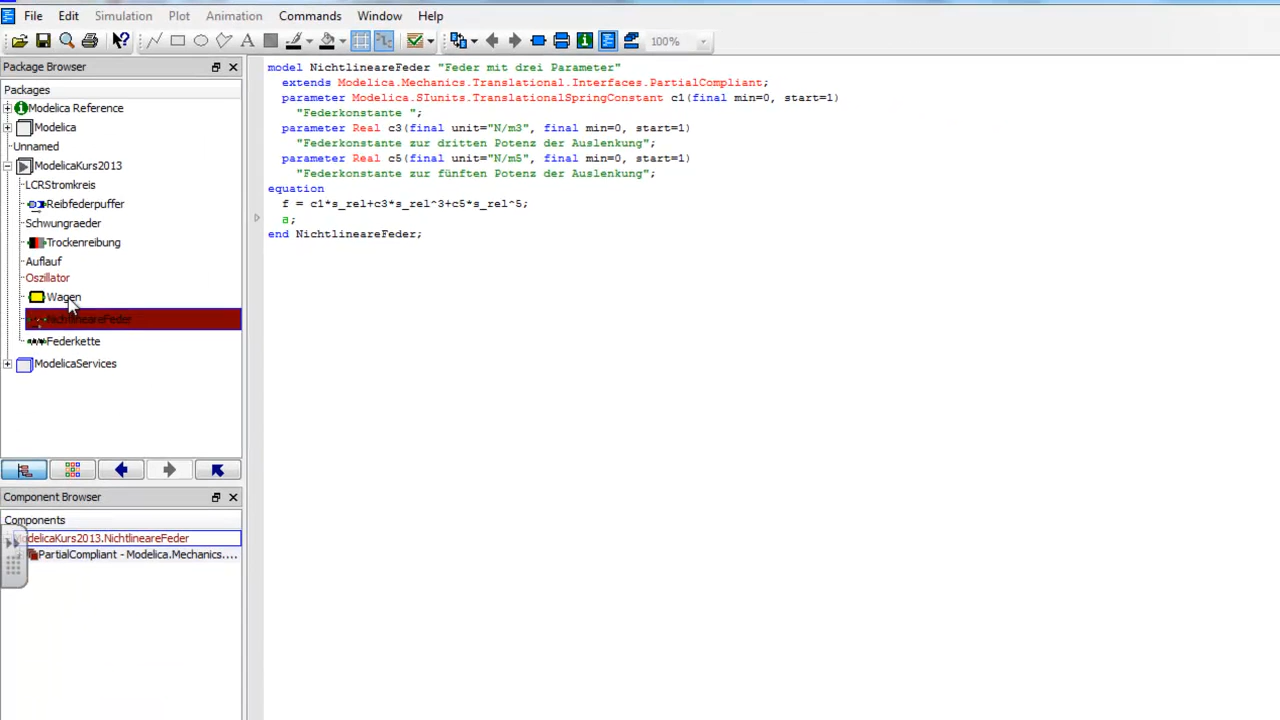 File Edit Simulation Plot Animation Commands Window Help
100%
Package Browser
Packages
Modelica Reference
Modelica
Unnamed
ModelicaKurs2013
LCRStromkreis
Reibfederpuffer
Schwungraeder
Trockenreibung
Auflauf
Oszillator
Wagen
NichtlineareFeder
Federkette
ModelicaServices
Component Browser
Components
odelicaKurs2013.NichtlineareFeder
PartialCompliant - Modelica.Mechanics....
model NichtlineareFeder "Feder mit drei Parameter"
extends Modelica.Mechanics.Translational.Interfaces.PartialCompliant;
parameter Modelica.SIunits.TranslationalSpringConstant c1(final min=0, start=1)
"Federkonstante ";
parameter Real c3(final unit="N/m3", final min=0, start=1)
"Federkonstante zur dritten Potenz der Auslenkung";
parameter Real c5(final unit="N/m5", final min=0, start=1)
"Federkonstante zur fünften Potenz der Auslenkung";
equation
f = c1*s_rel+c3*s_rel^3+c5*s_rel^5;
a;
end NichtlineareFeder;